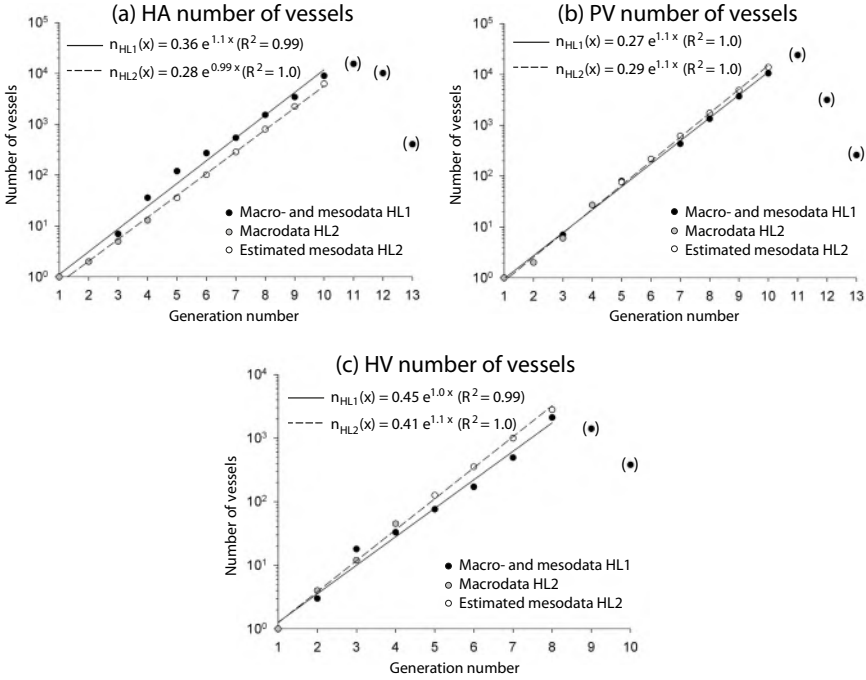 (a) HA number of vessels
n_HL1(x) = 0.36 e^1.1 x (R^2 = 0.99)
n_HL2(x) = 0.28 e^0.99 x (R^2 = 1.0)
Number of vessels
10^5
10^4
10^3
10^2
10^1
10^0
( )
( )
( )
Macro- and mesodata HL1
Macrodata HL2
Estimated mesodata HL2
1 2 3 4 5 6 7 8 9 10 11 12 13
Generation number
(b) PV number of vessels
n_HL1(x) = 0.27 e^1.1 x (R^2 = 1.0)
n_HL2(x) = 0.29 e^1.1 x (R^2 = 1.0)
Number of vessels
10^5
10^4
10^3
10^2
10^1
10^0
( )
( )
( )
Macro- and mesodata HL1
Macrodata HL2
Estimated mesodata HL2
1 2 3 4 5 6 7 8 9 10 11 12 13
Generation number
(c) HV number of vessels
n_HL1(x) = 0.45 e^1.0 x (R^2 = 0.99)
n_HL2(x) = 0.41 e^1.1 x (R^2 = 1.0)
Number of vessels
10^4
10^3
10^2
10^1
10^0
( )
( )
Macro- and mesodata HL1
Macrodata HL2
Estimated mesodata HL2
1 2 3 4 5 6 7 8 9 10
Generation number